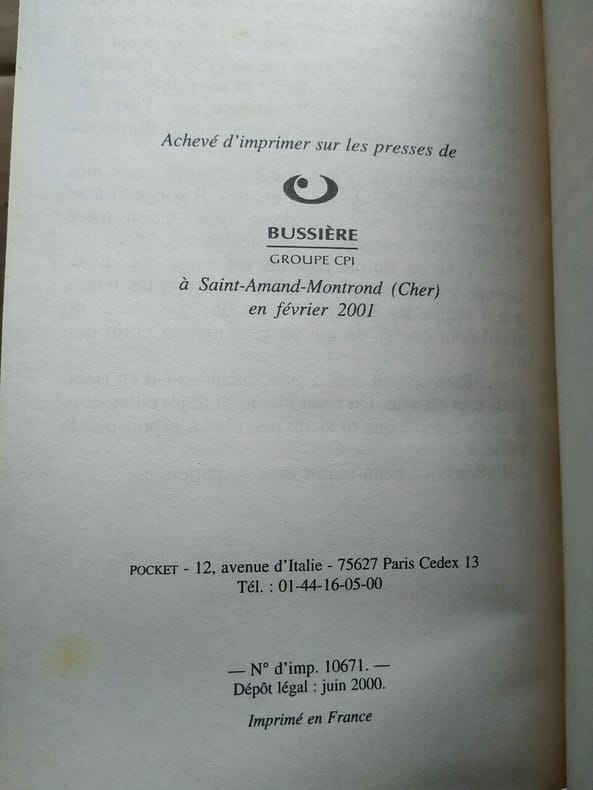 Achevé d'imprimer sur les presses de
BUSSIÈRE
GROUPE CPI
à Saint-Amand-Montrond (Cher)
en février 2001
POCKET - 12, avenue d'Italie - 75627 Paris Cedex 13
Tél. : 01-44-16-05-00
— N° d'imp. 10671. —
Dépôt légal : juin 2000.
Imprimé en France